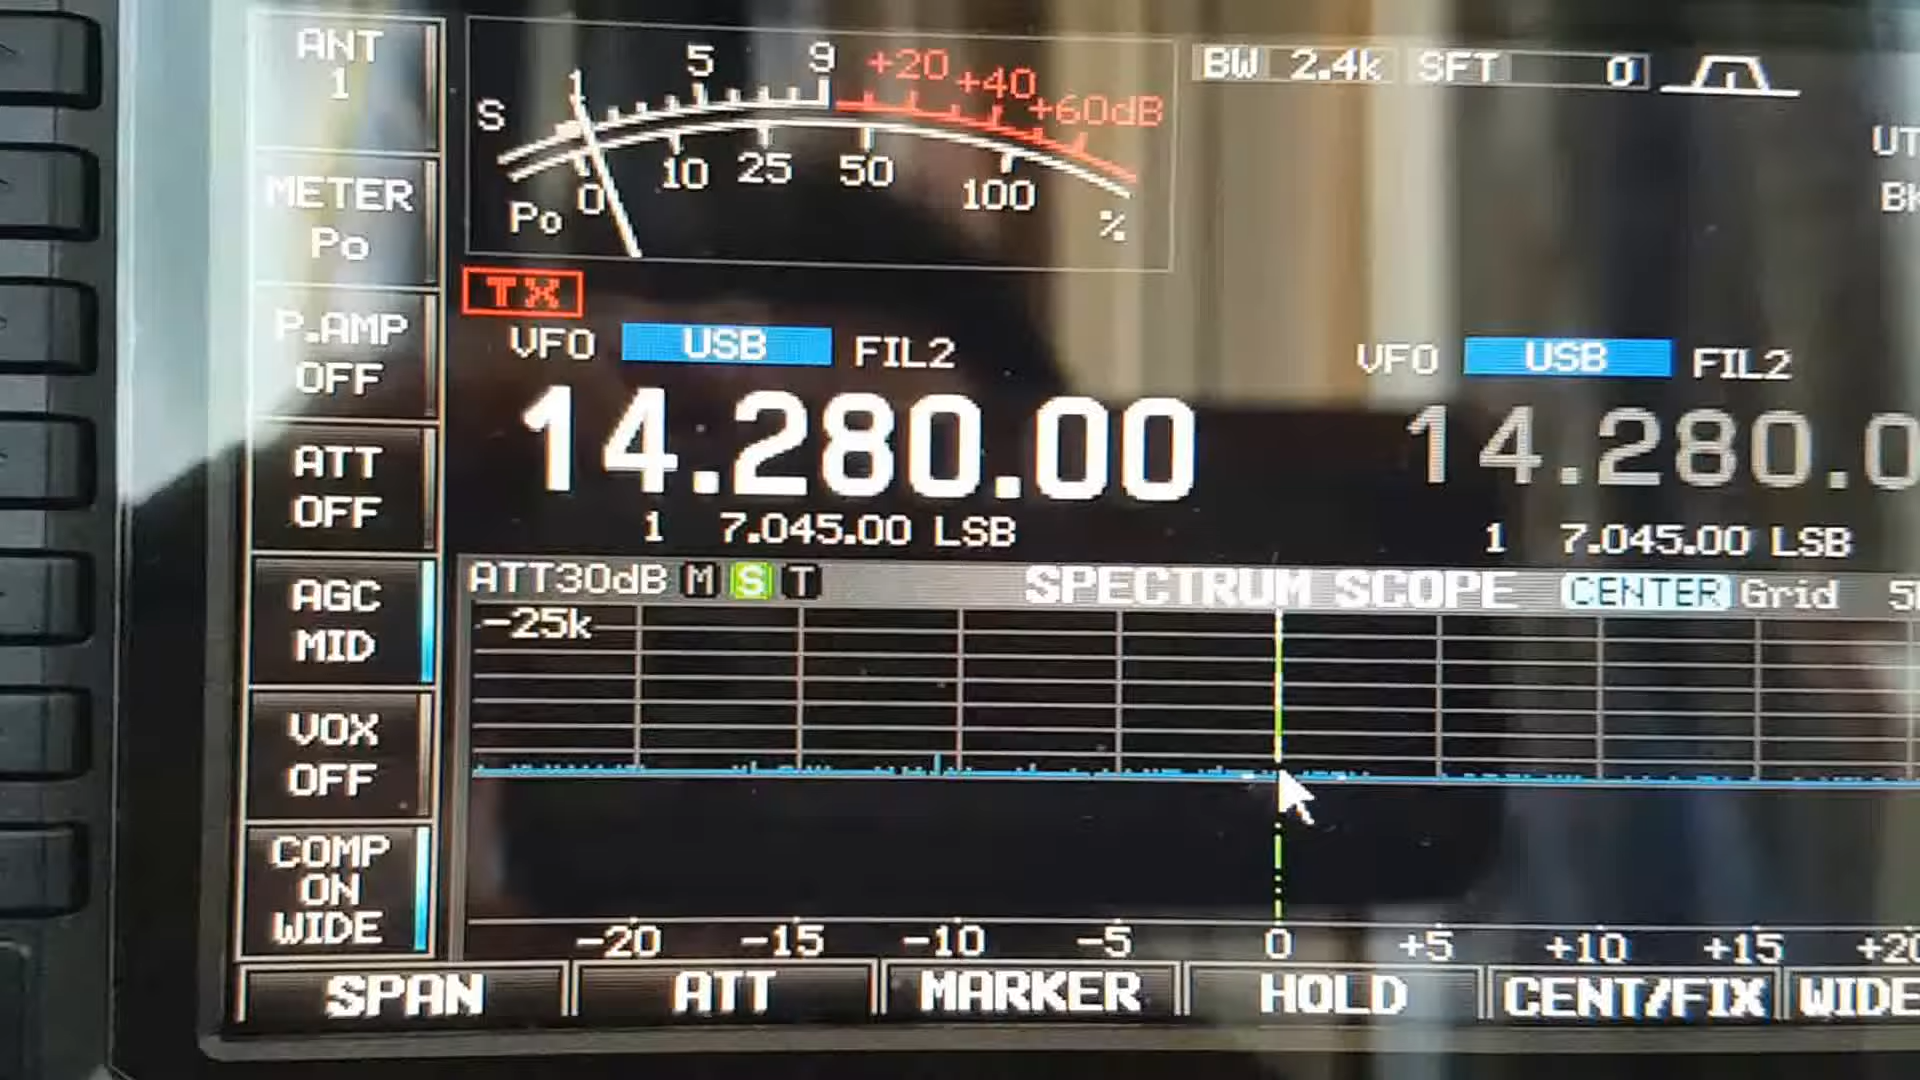 ANT
1
METER
Po
P.AMP
OFF
ATT
OFF
AGC
MID
VOX
OFF
COMP
ON
WIDE
S 1 5 9 +20 +40 +60dB
Po 0 10 25 50 100 %
BW 2.4k SFT 0
UT
BK
TX
VFO USB FIL2
14.280.00
1 7.045.00 LSB
VFO USB FIL2
14.280.0
1 7.045.00 LSB
ATT30dB M S T SPECTRUM SCOPE CENTER Grid
-25k
-20 -15 -10 -5 0 +5 +10 +15 +20
SPAN ATT MARKER HOLD CENT/FIX WIDE